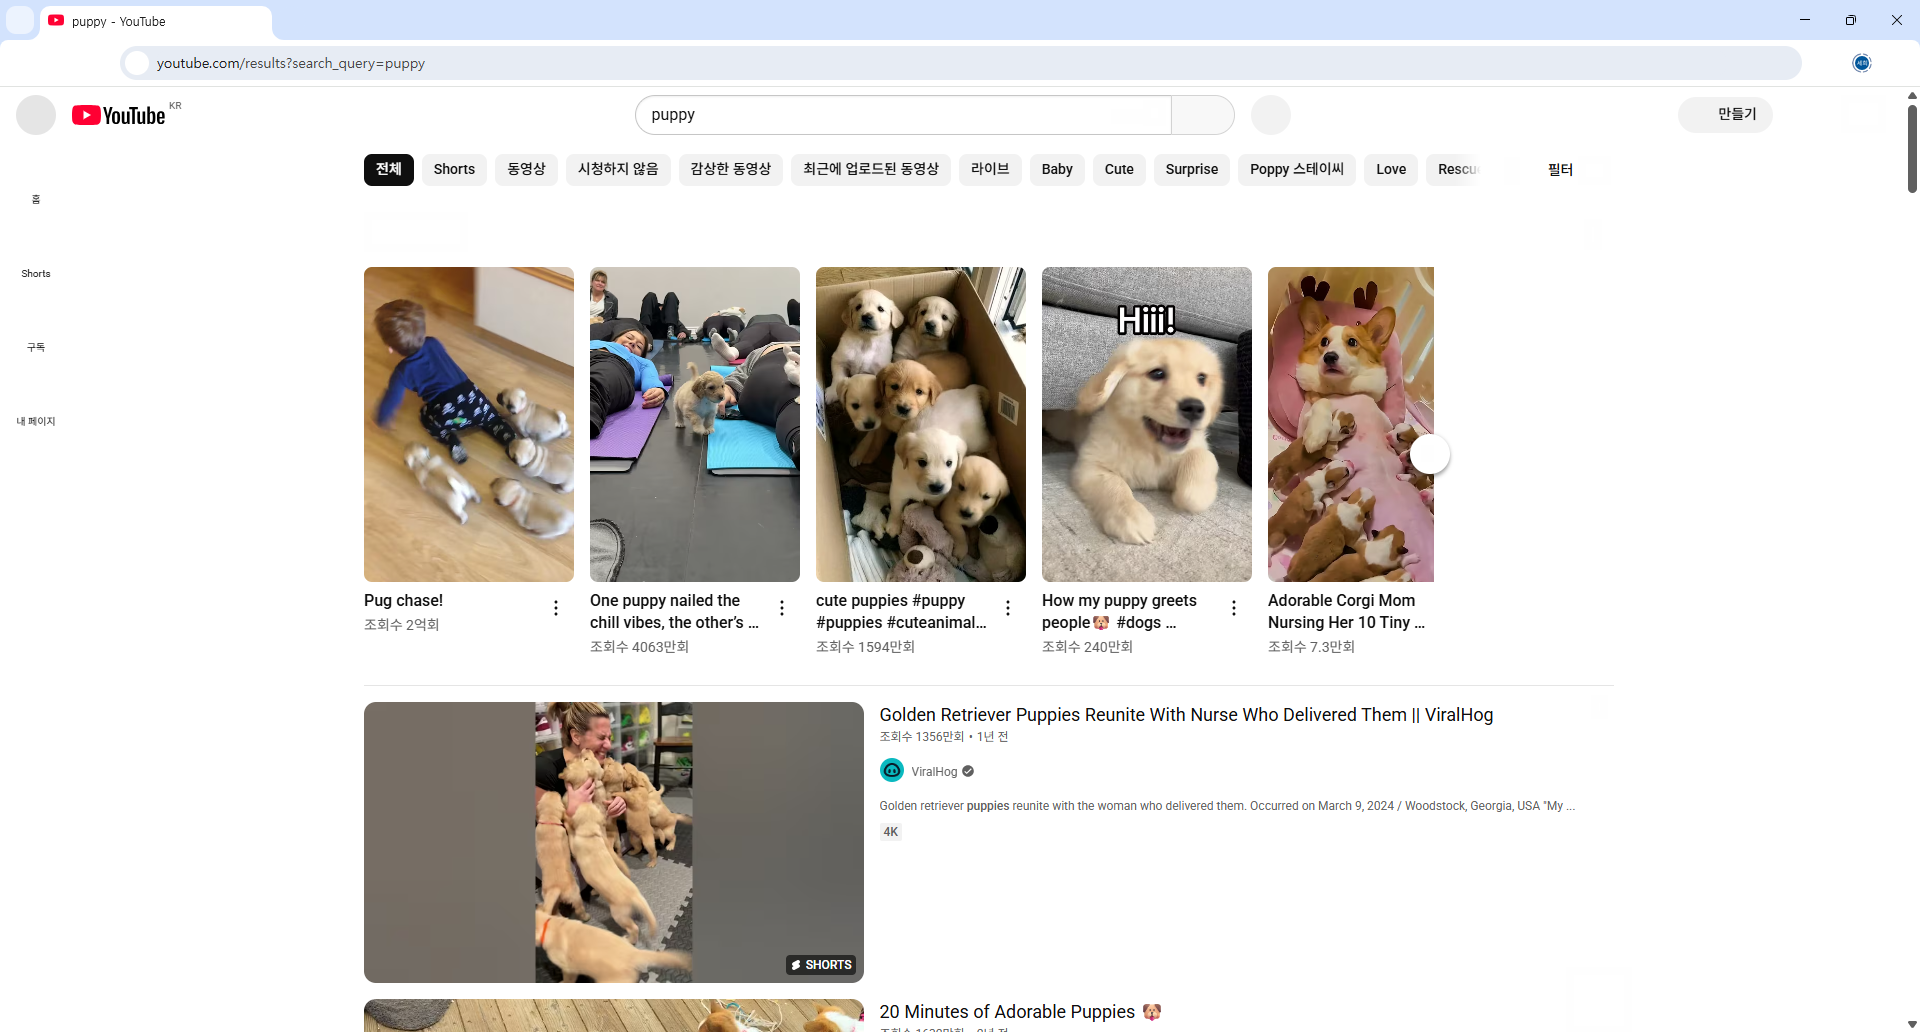 puppy - YouTube
youtube.com/results?search_query=puppy
세희
YouTube KR
puppy
만들기
전체
Shorts
동영상
시청하지 않음
감상한 동영상
최근에 업로드된 동영상
라이브
Baby
Cute
Surprise
Poppy 스테이씨
Love
Rescu
필터
홈
Shorts
구독
내 페이지
Hiiii!
Pug chase!
조회수 2억회
One puppy nailed the
chill vibes, the other’s ...
조회수 4063만회
cute puppies #puppy
#puppies #cuteanimal...
조회수 1594만회
How my puppy greets
people🐶 #dogs ...
조회수 240만회
Adorable Corgi Mom
Nursing Her 10 Tiny ...
조회수 7.3만회
SHORTS
Golden Retriever Puppies Reunite With Nurse Who Delivered Them || ViralHog
조회수 1356만회 • 1년 전
ViralHog
Golden retriever puppies reunite with the woman who delivered them. Occurred on March 9, 2024 / Woodstock, Georgia, USA "My ...
4K
20 Minutes of Adorable Puppies 🐶